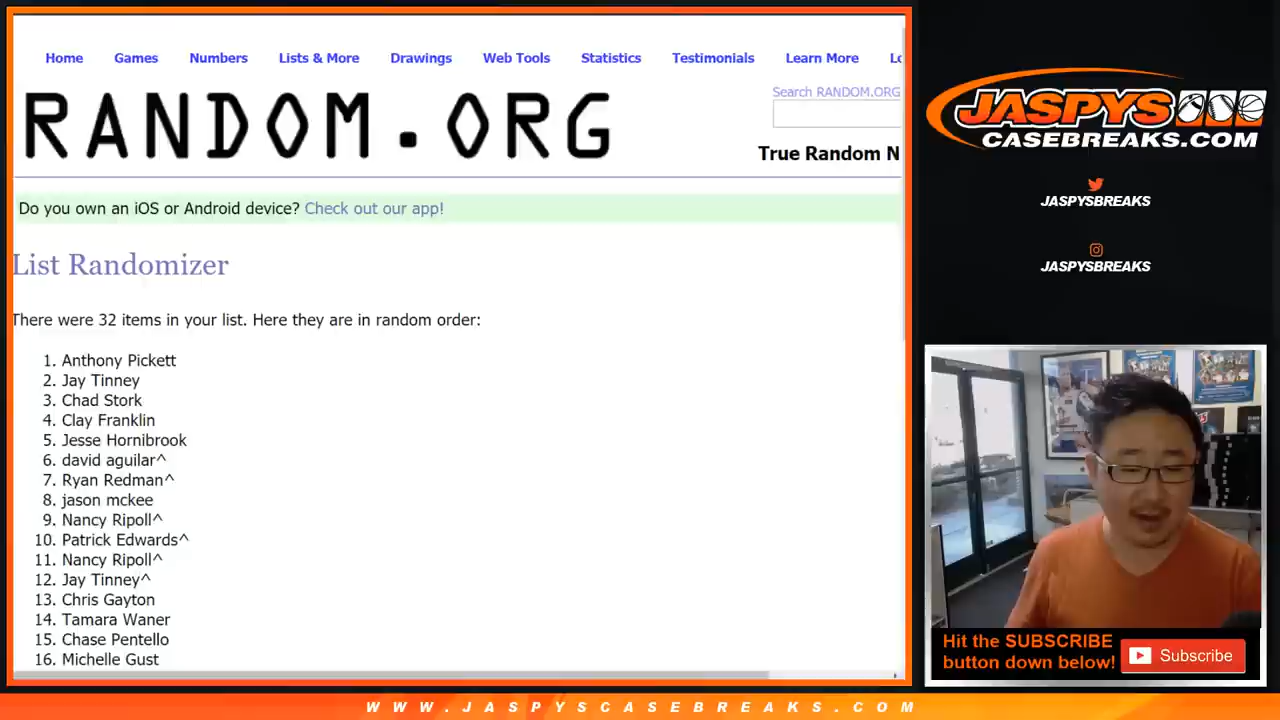 Home Games Numbers Lists & More Drawings Web Tools Statistics Testimonials Learn More Lo
RANDOM.ORG
Search RANDOM.ORG
True Random N
Do you own an iOS or Android device? Check out our app!
List Randomizer
There were 32 items in your list. Here they are in random order:
1. Anthony Pickett
2. Jay Tinney
3. Chad Stork
4. Clay Franklin
5. Jesse Hornibrook
6. david aguilar^
7. Ryan Redman^
8. jason mckee
9. Nancy Ripoll^
10. Patrick Edwards^
11. Nancy Ripoll^
12. Jay Tinney^
13. Chris Gayton
14. Tamara Waner
15. Chase Pentello
16. Michelle Gust
JASPYS
CASEBREAKS.COM
JASPYSBREAKS
JASPYSBREAKS
Hit the SUBSCRIBE
button down below!
Subscribe
WWW.JASPYSCASEBREAKS.COM